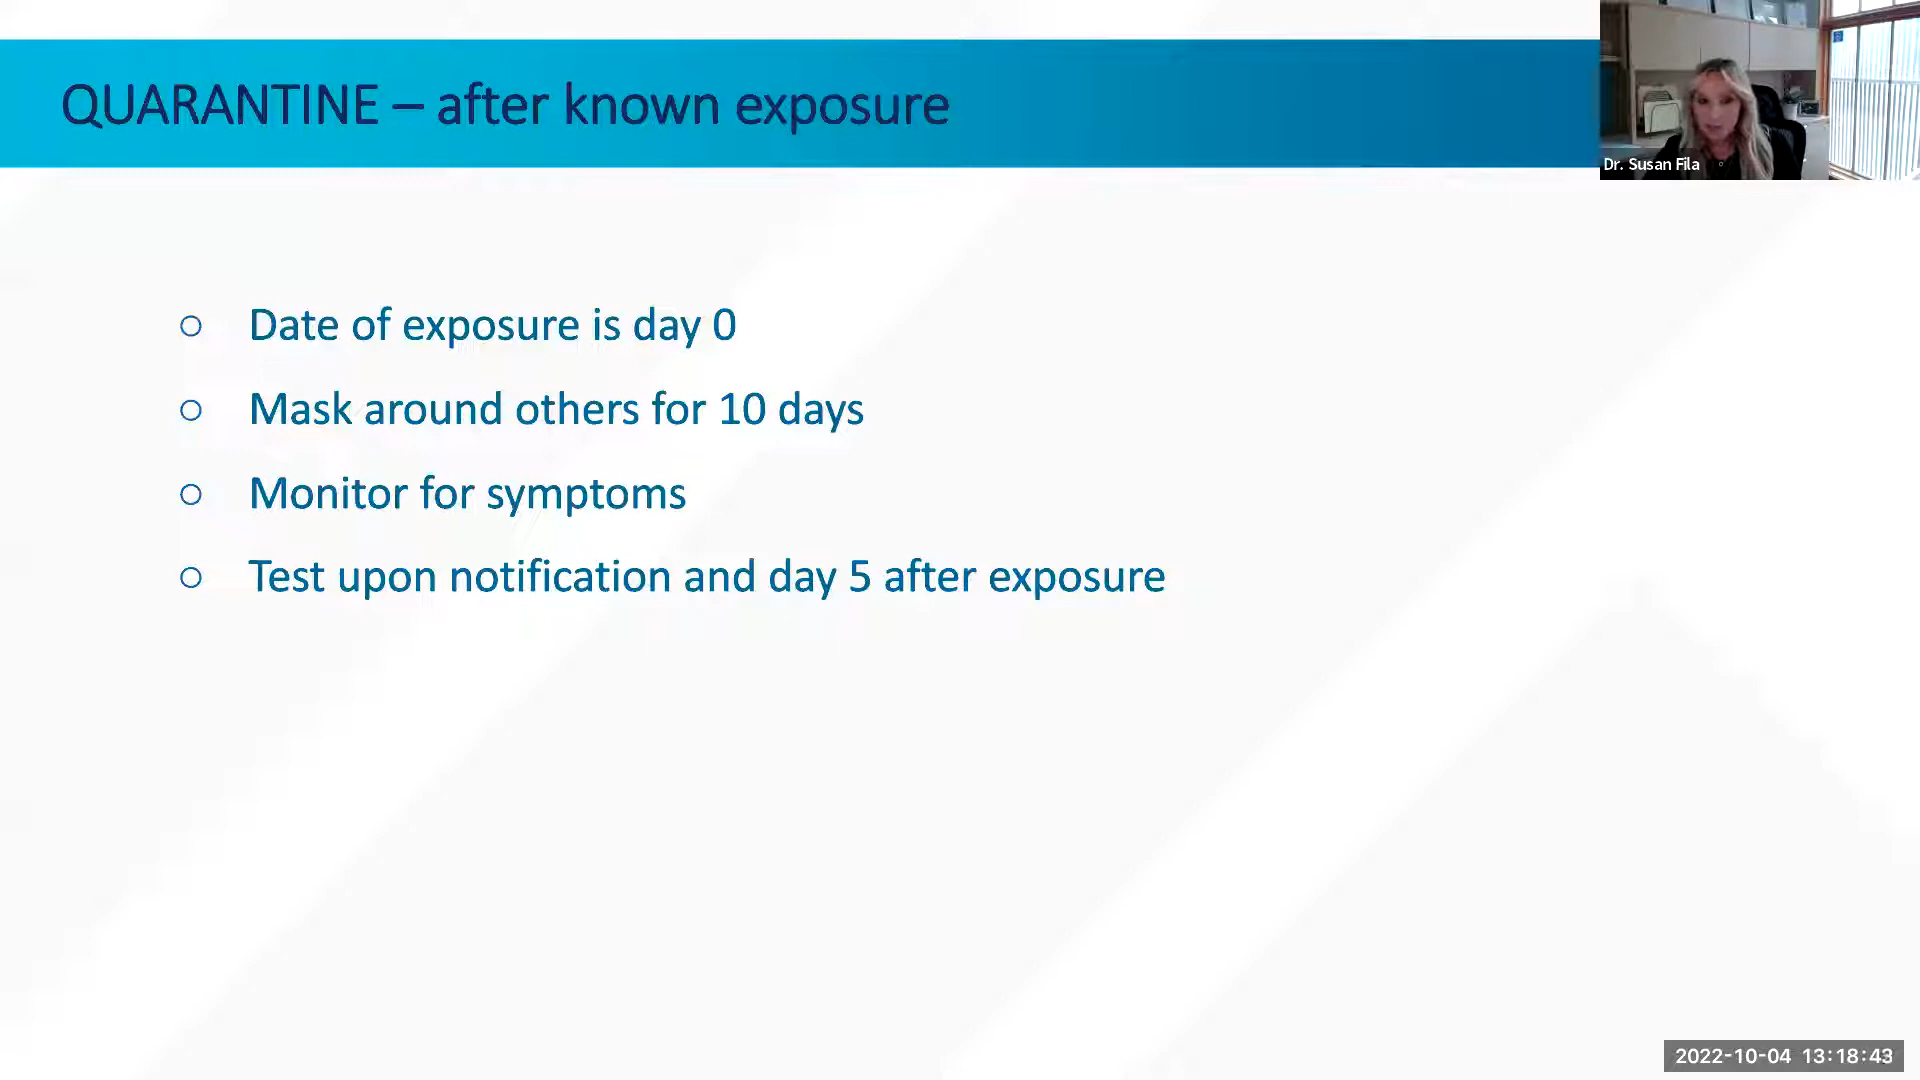 QUARANTINE – after known exposure
Dr. Susan Fila
○ Date of exposure is day 0
○ Mask around others for 10 days
○ Monitor for symptoms
○ Test upon notification and day 5 after exposure
2022-10-04 13:18:43